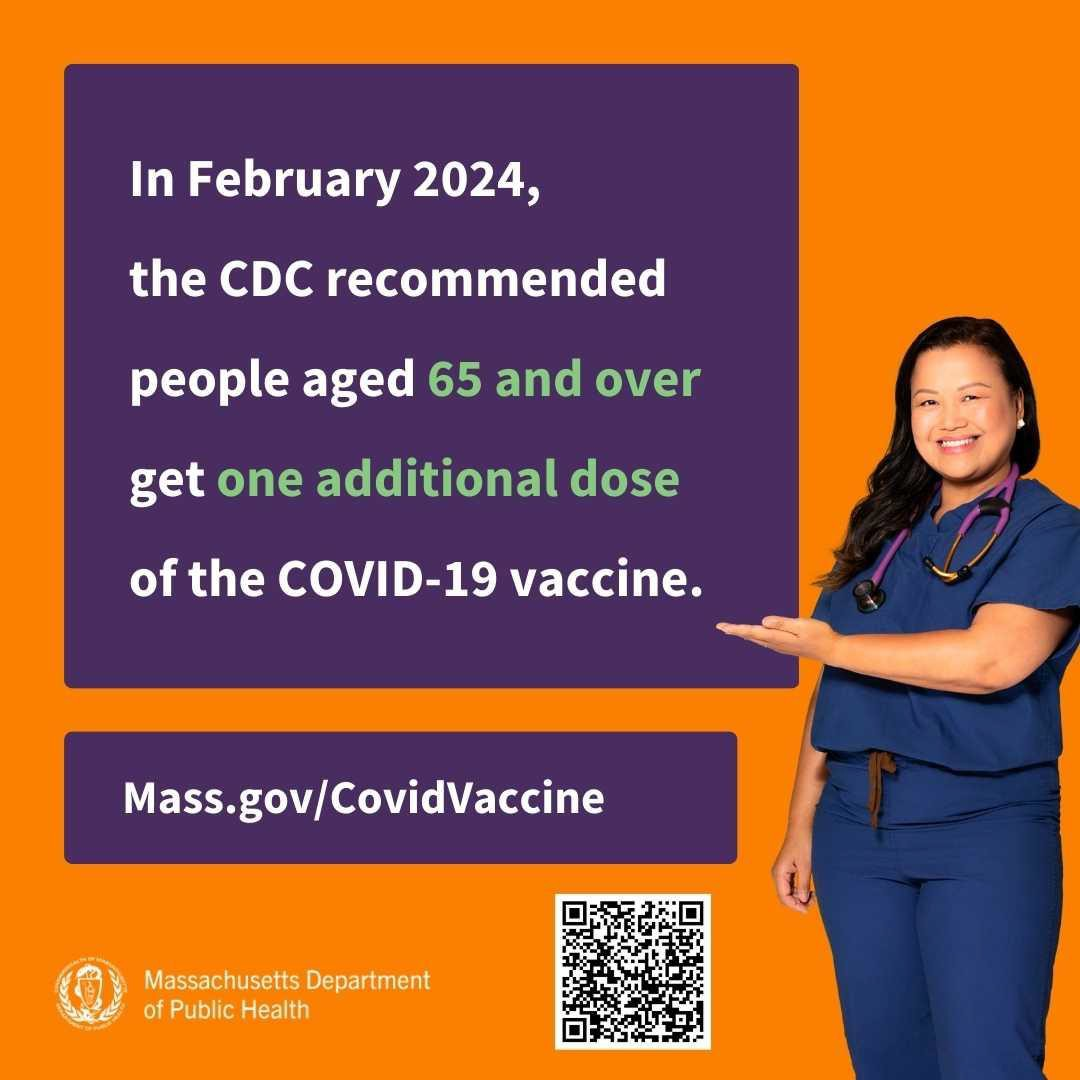 In February 2024,
the CDC recommended
people aged 65 and over
get one additional dose
of the COVID-19 vaccine.
Mass.gov/CovidVaccine
Massachusetts Department
of Public Health